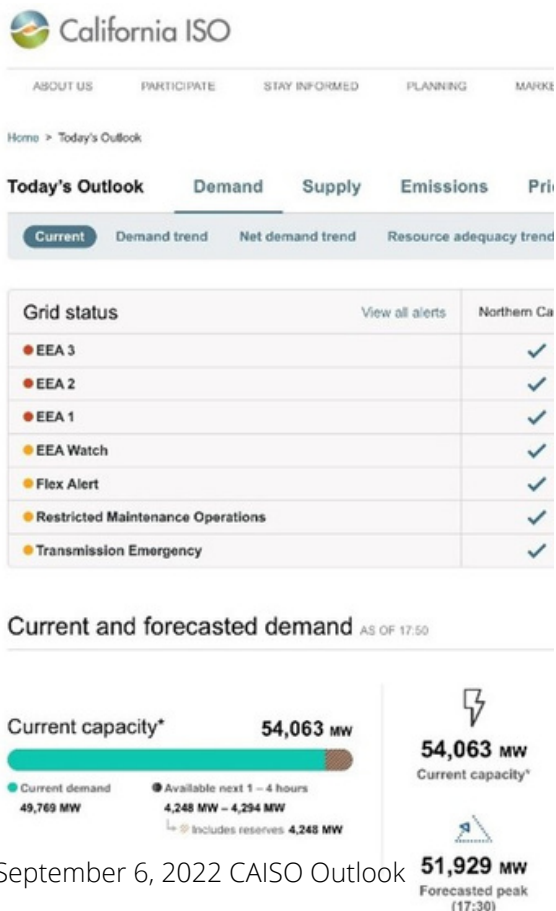 California ISO
ABOUT US PARTICIPATE STAY INFORMED PLANNING MARKE
Home > Today's Outlook
Today's Outlook Demand Supply Emissions Pri
Current Demand trend Net demand trend Resource adequacy trend
Grid status View all alerts Northern Ca
EEA 3
EEA 2
EEA 1
EEA Watch
Flex Alert
Restricted Maintenance Operations
Transmission Emergency
Current and forecasted demand AS OF 17:50
Current capacity* 54,063 MW
54,063 MW
Current capacity*
Current demand Available next 1 – 4 hours
49,769 MW 4,248 MW – 4,294 MW
Includes reserves 4,248 MW
September 6, 2022 CAISO Outlook
51,929 MW
Forecasted peak
(17:30)